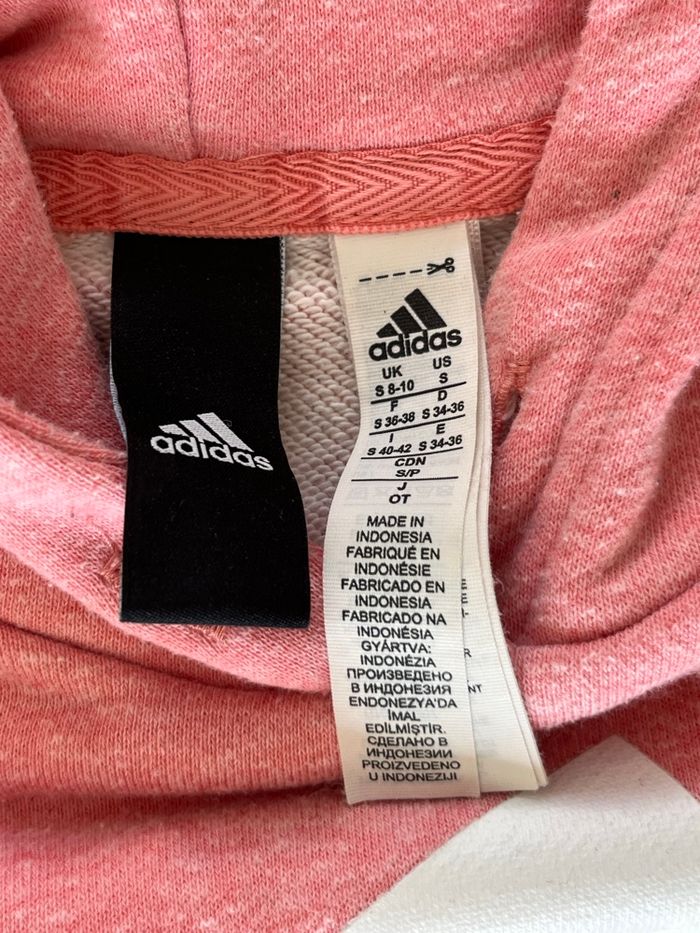 adidas
adidas
UK US
S 8-10 S
F D
S 36-38 S 34-36
I E
S 40-42 S 34-36
CDN
S/P
J
OT
MADE IN
INDONESIA
FABRIQUÉ EN
INDONÉSIE
FABRICADO EN
INDONESIA
FABRICADO NA
INDONÉSIA
GYÁRTVA:
INDONÉZIA
ПРОИЗВЕДЕНО
В ИНДОНЕЗИЯ
ENDONEZYA'DA
İMAL
EDİLMİŞTİR.
СДЕЛАНО В
ИНДОНЕЗИИ
PROIZVEDENO
U INDONEZIJI